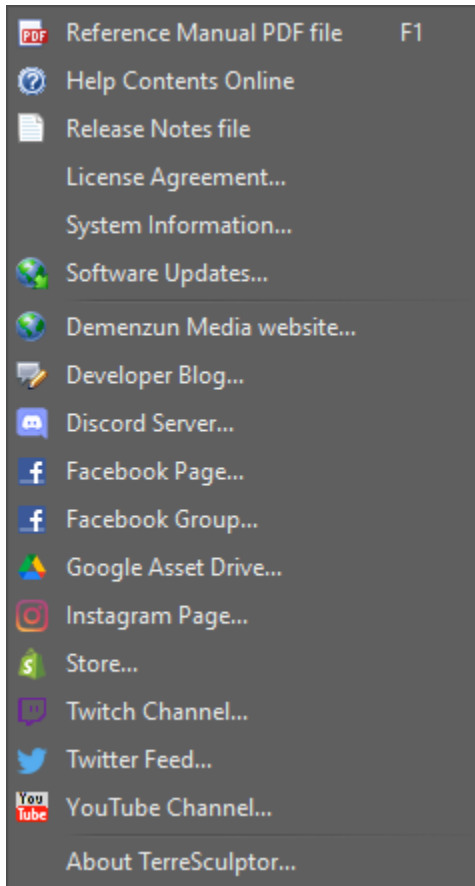 Reference Manual PDF file F1
Help Contents Online
Release Notes file
License Agreement...
System Information...
Software Updates...
Demenzun Media website...
Developer Blog...
Discord Server...
Facebook Page...
Facebook Group...
Google Asset Drive...
Instagram Page...
Store...
Twitch Channel...
Twitter Feed...
YouTube Channel...
About TerreSculptor...